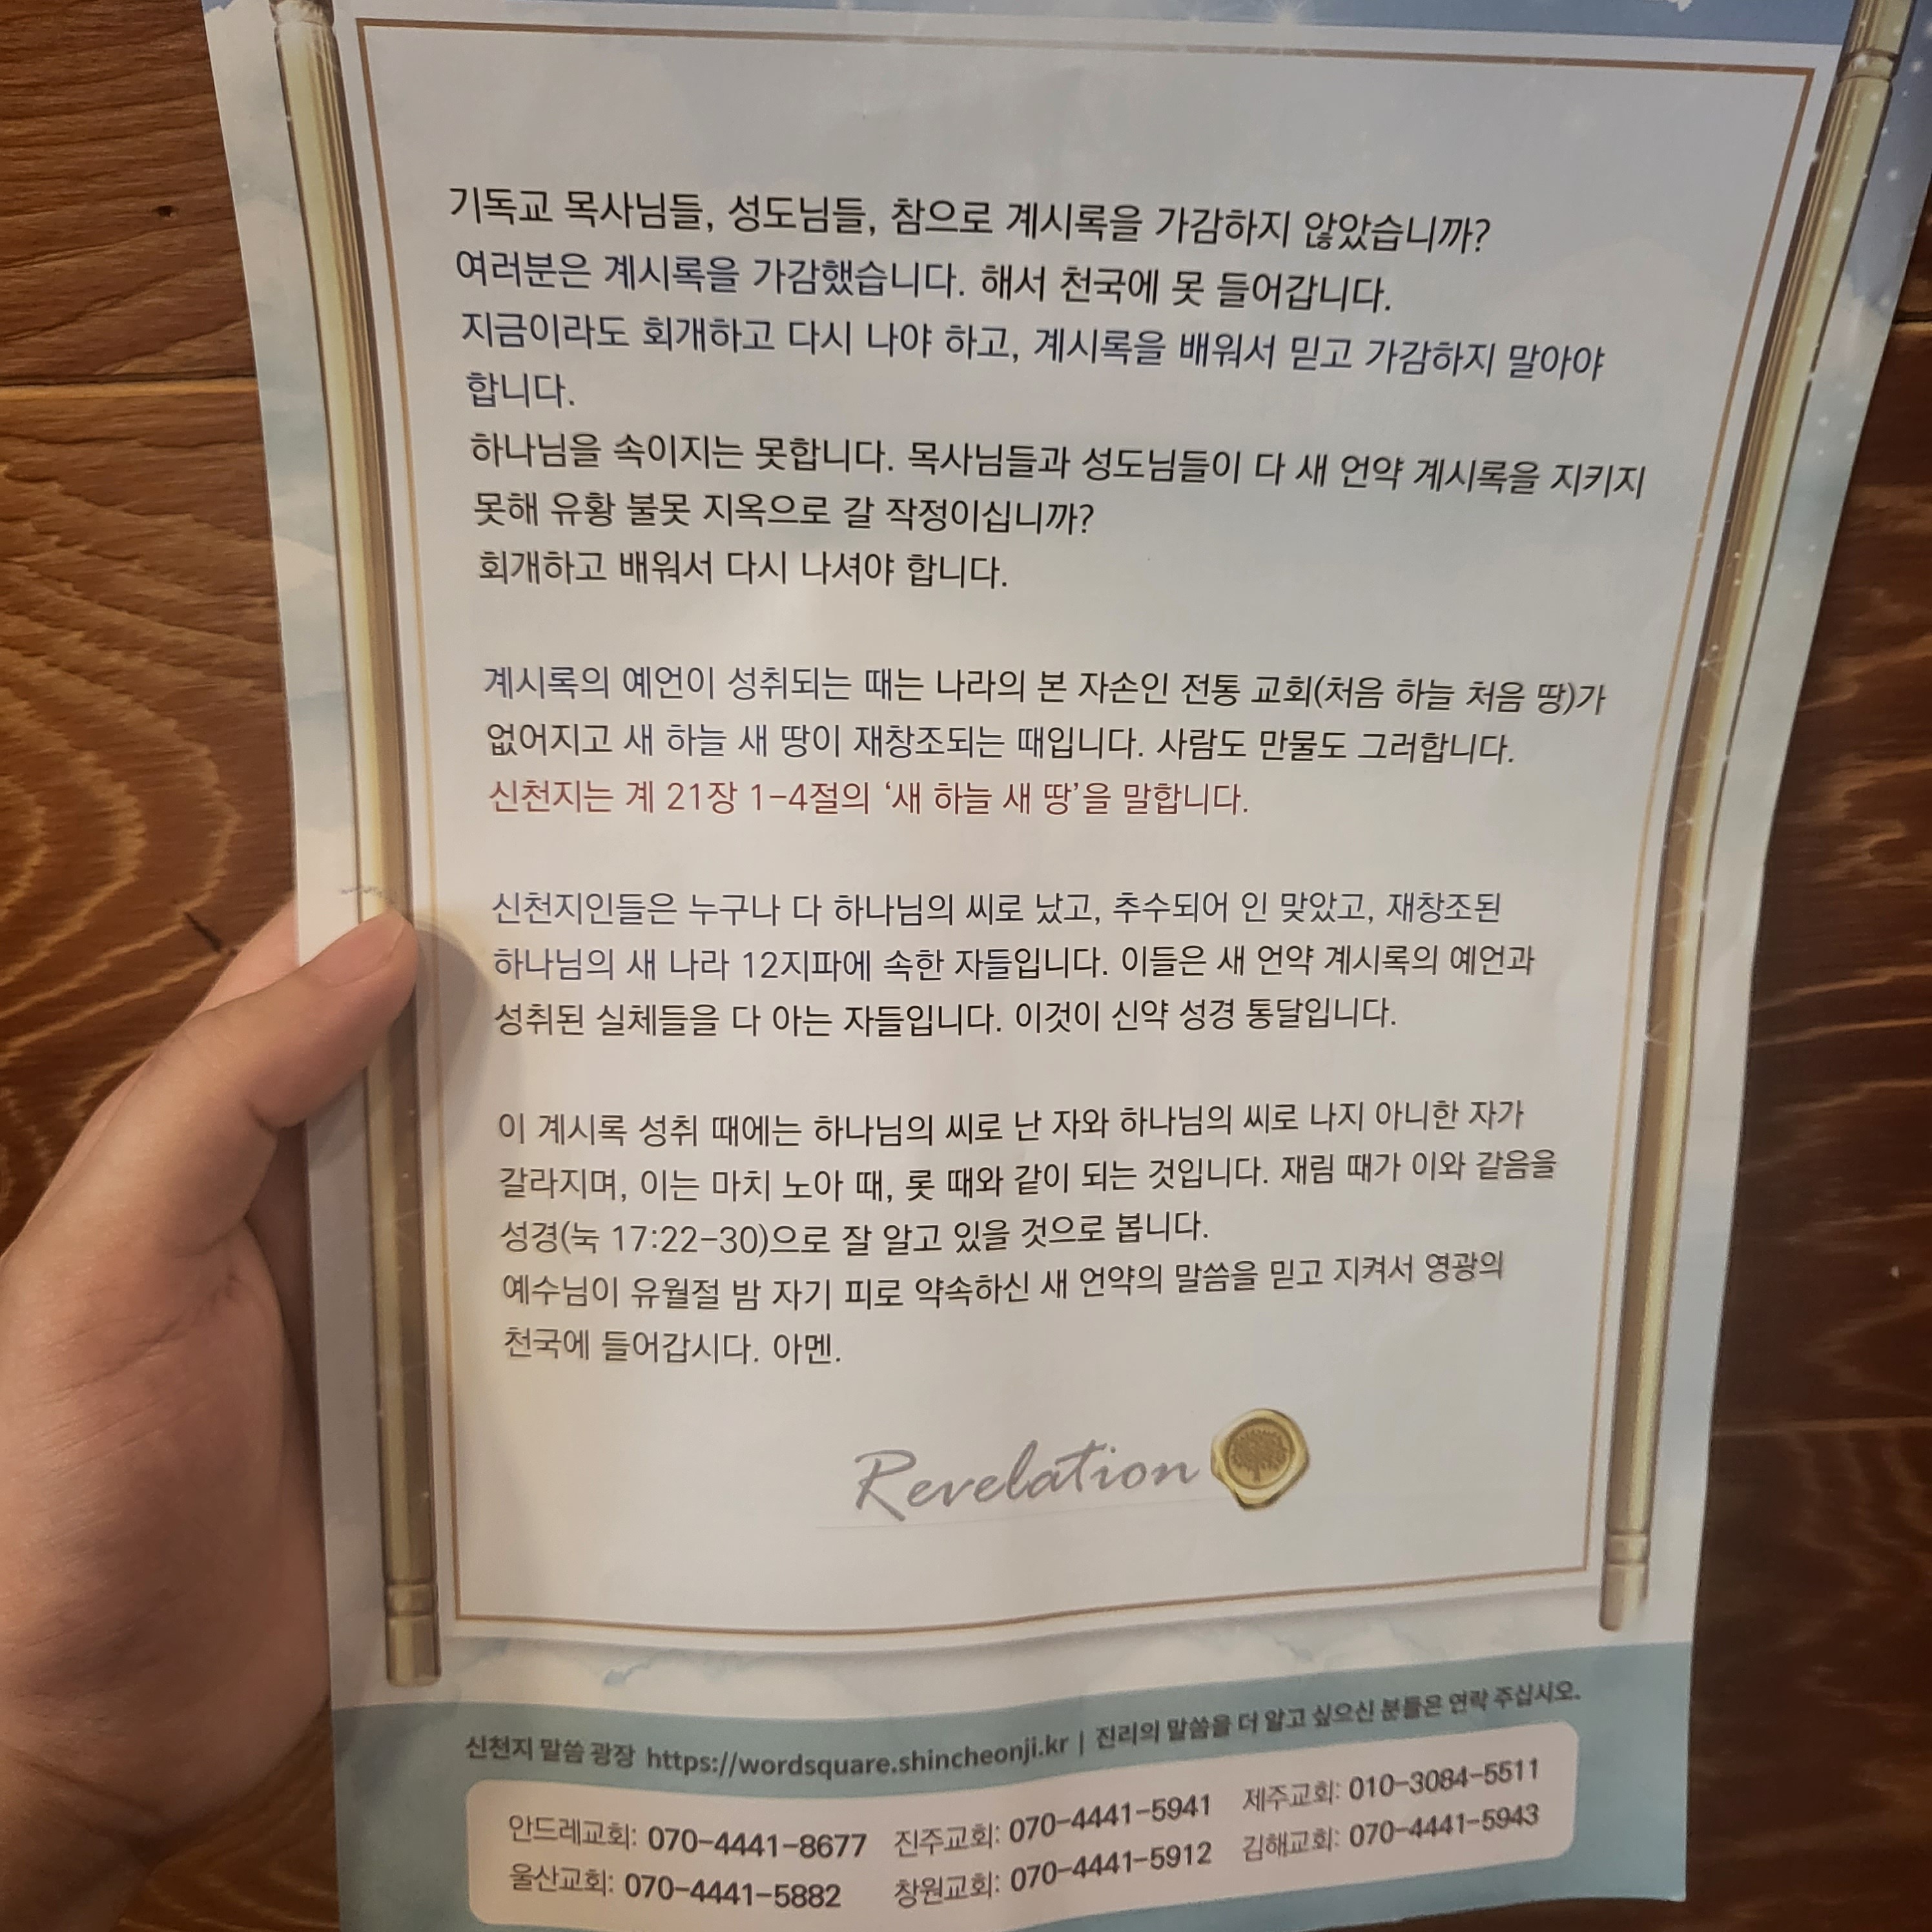 기독교 목사님들, 성도님들, 참으로 계시록을 가감하지 않았습니까?
여러분은 계시록을 가감했습니다. 해서 천국에 못 들어갑니다.
지금이라도 회개하고 다시 나야 하고, 계시록을 배워서 믿고 가감하지 말아야
합니다.
하나님을 속이지는 못합니다. 목사님들과 성도님들이 다 새 언약 계시록을 지키지
못해 유황 불못 지옥으로 갈 작정이십니까?
회개하고 배워서 다시 나셔야 합니다.
계시록의 예언이 성취되는 때는 나라의 본 자손인 전통 교회(처음 하늘 처음 땅)가
없어지고 새 하늘 새 땅이 재창조되는 때입니다. 사람도 만물도 그러합니다.
신천지는 계 21장 1-4절의 ‘새 하늘 새 땅’을 말합니다.
신천지인들은 누구나 다 하나님의 씨로 났고, 추수되어 인 맞았고, 재창조된
하나님의 새 나라 12지파에 속한 자들입니다. 이들은 새 언약 계시록의 예언과
성취된 실체들을 다 아는 자들입니다. 이것이 신약 성경 통달입니다.
이 계시록 성취 때에는 하나님의 씨로 난 자와 하나님의 씨로 나지 아니한 자가
갈라지며, 이는 마치 노아 때, 롯 때와 같이 되는 것입니다. 재림 때가 이와 같음을
성경(눅 17:22-30)으로 잘 알고 있을 것으로 봅니다.
예수님이 유월절 밤 자기 피로 약속하신 새 언약의 말씀을 믿고 지켜서 영광의
천국에 들어갑시다. 아멘.
Revelation
신천지 말씀 광장 https://wordsquare.shincheonji.kr | 진리의 말씀을 더 알고 싶으신 분들은 연락 주십시오.
안드레교회: 070-4441-8677 진주교회: 070-4441-5941 제주교회: 010-3084-5511
울산교회: 070-4441-5882 창원교회: 070-4441-5912 김해교회: 070-4441-5943